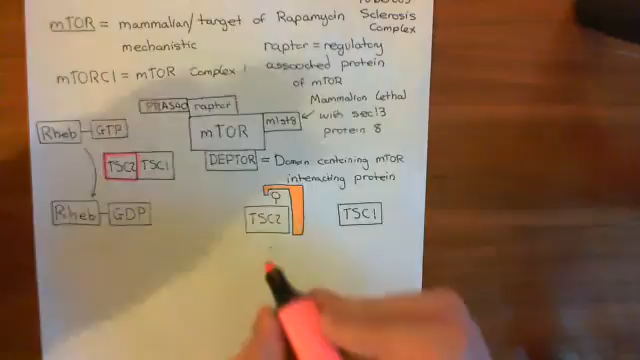 mTOR = mammalian/target of Rapamycin
mechanistic
Sclerosis
Complex
raptor = regulatory
associated protein
of mTOR
mTORC1 = mTOR Complex 1
PRAS40 raptor
mTOR
mlst8
Mammalian Lethal
with sec13
protein 8
DEPTOR = Domain containing mTOR
interacting protein
Rheb GTP
TSC2 TSC1
Rheb GDP
P
TSC2
TSC1